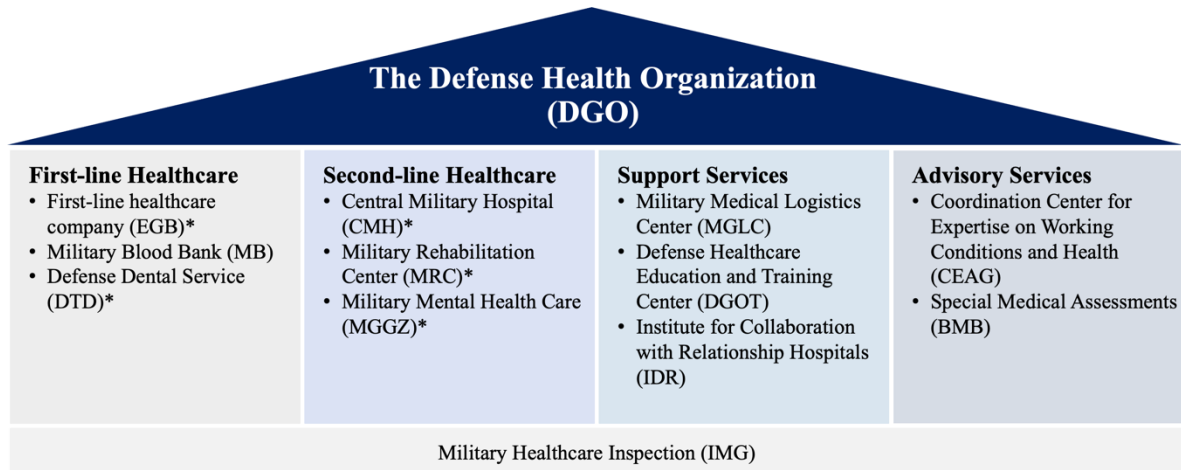 The Defense Health Organization
(DGO)
First-line Healthcare
• First-line healthcare
company (EGB)*
• Military Blood Bank (MB)
• Defense Dental Service
(DTD)*
Second-line Healthcare
• Central Military Hospital
(CMH)*
• Military Rehabilitation
Center (MRC)*
• Military Mental Health Care
(MGGZ)*
Support Services
• Military Medical Logistics
Center (MGLC)
• Defense Healthcare
Education and Training
Center (DGOT)
• Institute for Collaboration
with Relationship Hospitals
(IDR)
Advisory Services
• Coordination Center for
Expertise on Working
Conditions and Health
(CEAG)
• Special Medical Assessments
(BMB)
Military Healthcare Inspection (IMG)